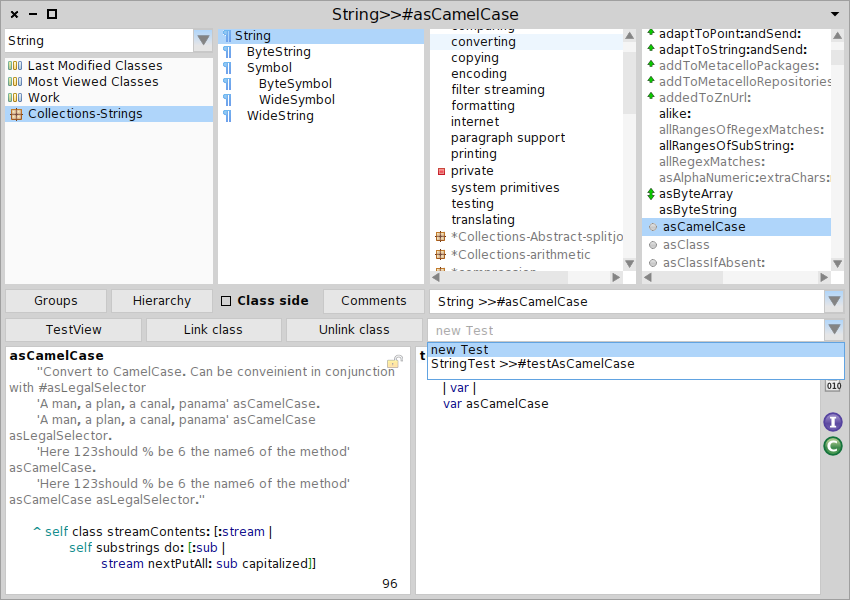 String>>#asCamelCase
String
Last Modified Classes
Most Viewed Classes
Work
Collections-Strings
String
ByteString
Symbol
ByteSymbol
WideSymbol
WideString
converting
copying
encoding
filter streaming
formatting
internet
paragraph support
printing
private
system primitives
testing
translating
*Collections-Abstract-splitjo
*Collections-arithmetic
adaptToPoint:andSend:
adaptToString:andSend:
addToMetacelloPackages:
addToMetacelloRepositories
addedToZnUrl:
alike:
allRangesOfRegexMatches:
allRangesOfSubString:
allRegexMatches:
asAlphaNumeric:extraChars:
asByteArray
asByteString
asCamelCase
asClass
asClassIfAbsent:
Groups
Hierarchy
Class side
Comments
String >>#asCamelCase
TestView
Link class
Unlink class
new Test
new Test
StringTest >>#testAsCamelCase
asCamelCase
"Convert to CamelCase. Can be conveinient in conjunction
with #asLegalSelector
'A man, a plan, a canal, panama' asCamelCase.
'A man, a plan, a canal, panama' asCamelCase
asLegalSelector.
'Here 123should % be 6 the name6 of the method'
asCamelCase.
'Here 123should % be 6 the name6 of the method'
asCamelCase asLegalSelector."
^ self class streamContents: [:stream |
self substrings do: [:sub |
stream nextPutAll: sub capitalized]]
96
t
| var |
var asCamelCase
010
I
C